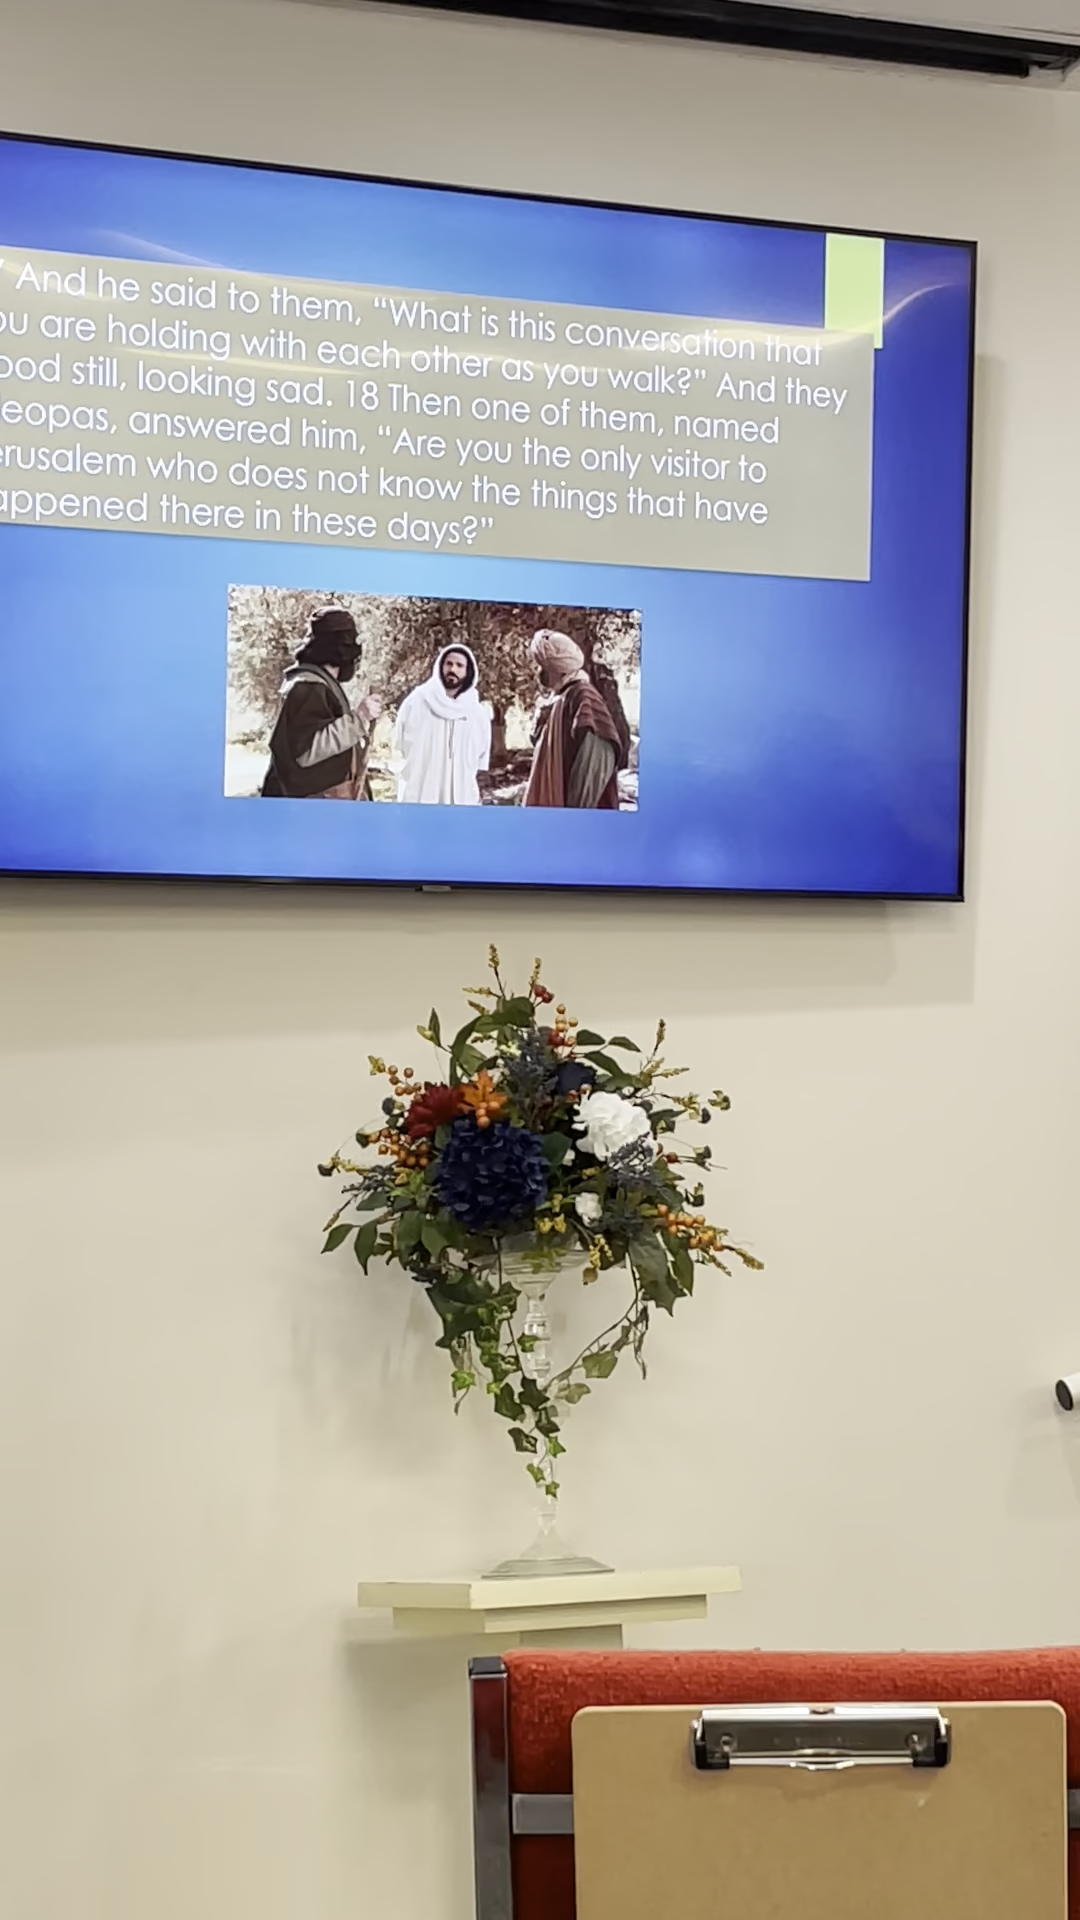 And he said to them, “What is this conversation that
ou are holding with each other as you walk?” And they
ood still, looking sad. 18 Then one of them, named
leopas, answered him, “Are you the only visitor to
erusalem who does not know the things that have
appened there in these days?”